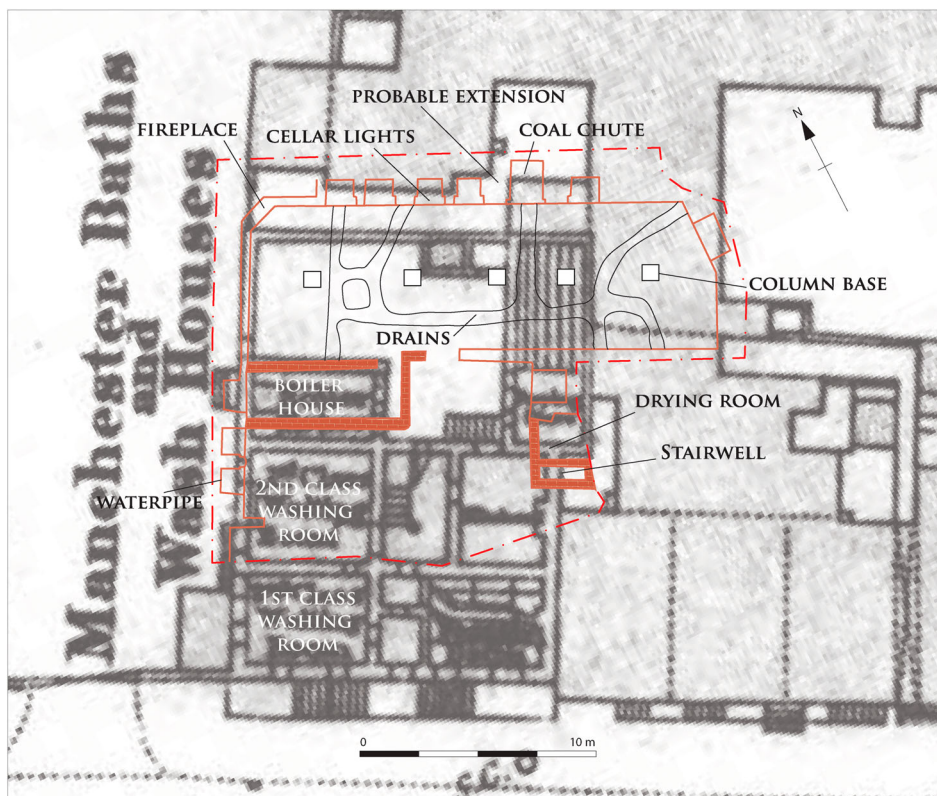 PROBABLE EXTENSION
FIREPLACE
CELLAR LIGHTS
COAL CHUTE
N
Manchester Baths
and
Wash Houses
COLUMN BASE
DRAINS
BOILER
HOUSE
DRYING ROOM
STAIRWELL
WATERPIPE
2ND CLASS
WASHING
ROOM
1ST CLASS
WASHING
ROOM
0 10 m